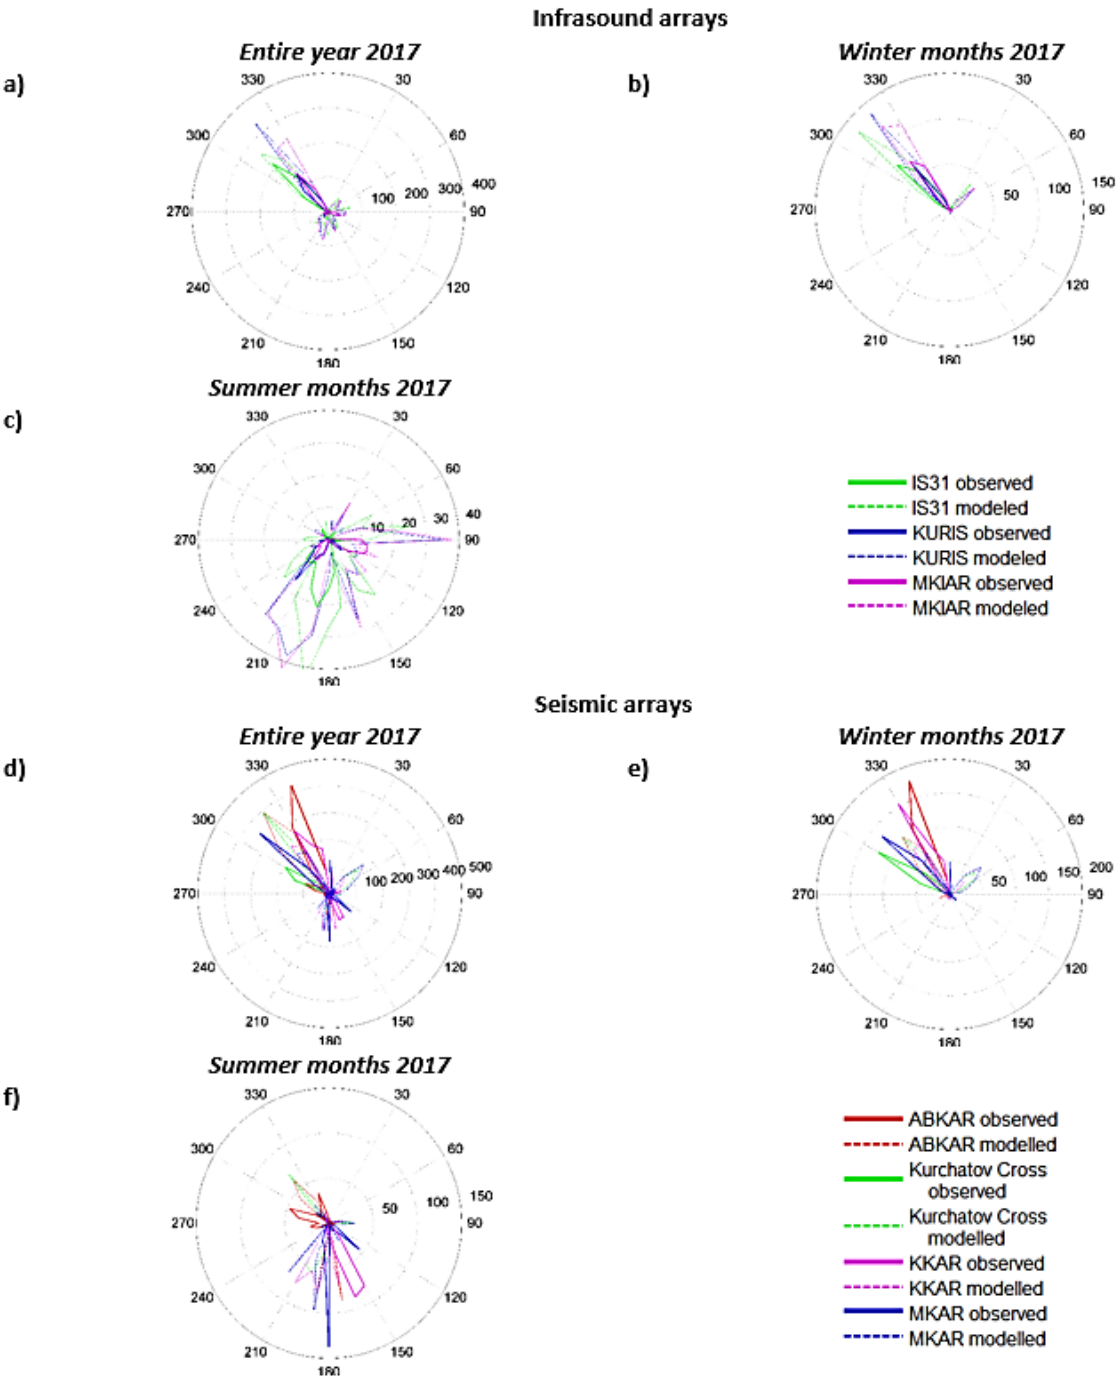 Infrasound arrays
Entire year 2017
Winter months 2017
a)
b)
330 30
300 60
100 200 300 400
270 90
240 120
210 150
180
330 30
300 60
50 100 150
270 90
240 120
210 150
180
Summer months 2017
c)
330 30
300 60
10 20 30 40
270 90
240 120
210 150
180
IS31 observed
IS31 modeled
KURIS observed
KURIS modeled
MKIAR observed
MKIAR modeled
Seismic arrays
Entire year 2017
Winter months 2017
d)
e)
330 30
300 60
100 200 300 400 500
270 90
240 120
210 150
180
330 30
300 60
50 100 150 200
270 90
240 120
210 150
180
Summer months 2017
f)
330 30
300 60
50 100 150
270 90
240 120
210 150
180
ABKAR observed
ABKAR modelled
Kurchatov Cross
observed
Kurchatov Cross
modelled
KKAR observed
KKAR modelled
MKAR observed
MKAR modelled